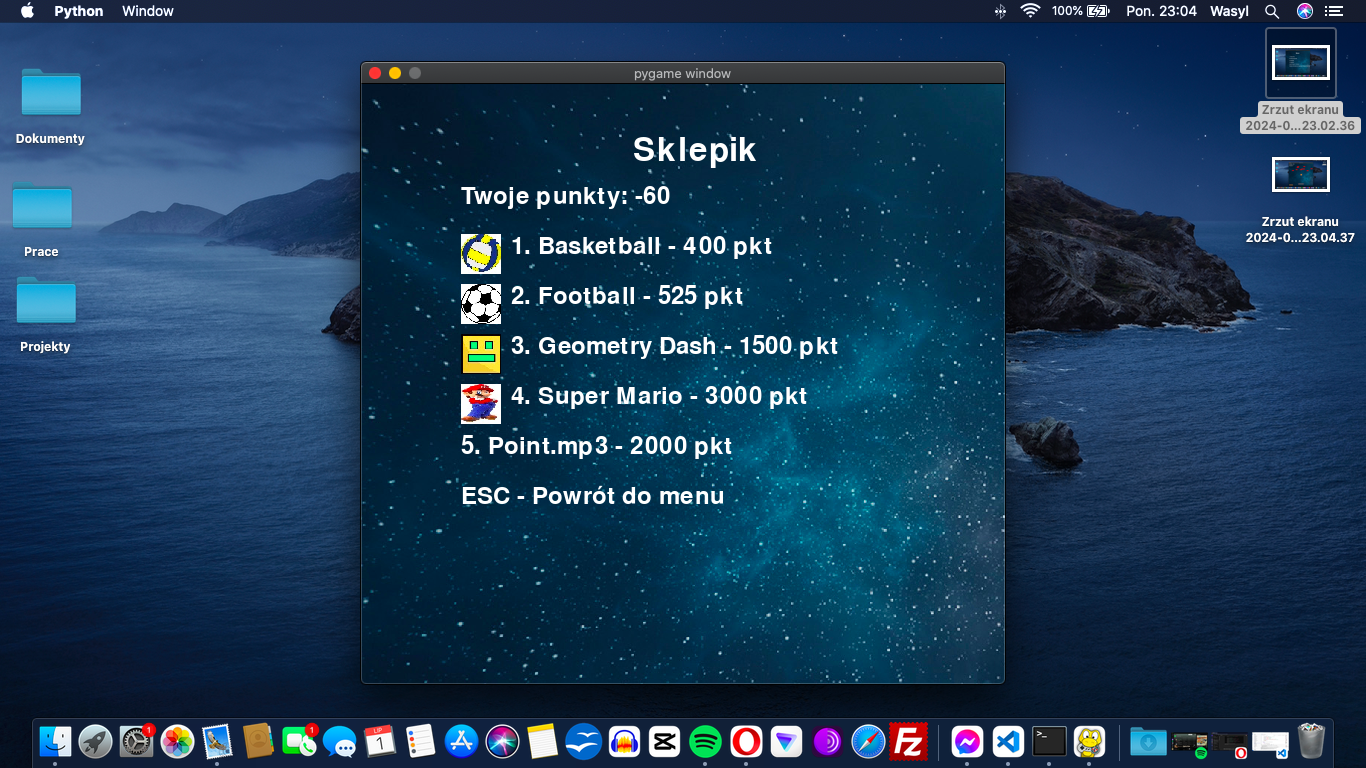 Python Window 100% Pon. 23:04 Wasyl
pygame window
Dokumenty
Prace
Projekty
Zrzut ekranu
2024-0...23.02.36
Zrzut ekranu
2024-0...23.04.37
Sklepik
Twoje punkty: -60
1. Basketball - 400 pkt
2. Football - 525 pkt
3. Geometry Dash - 1500 pkt
4. Super Mario - 3000 pkt
5. Point.mp3 - 2000 pkt
ESC - Powrót do menu
1
1
LIP
1
Fz
>_